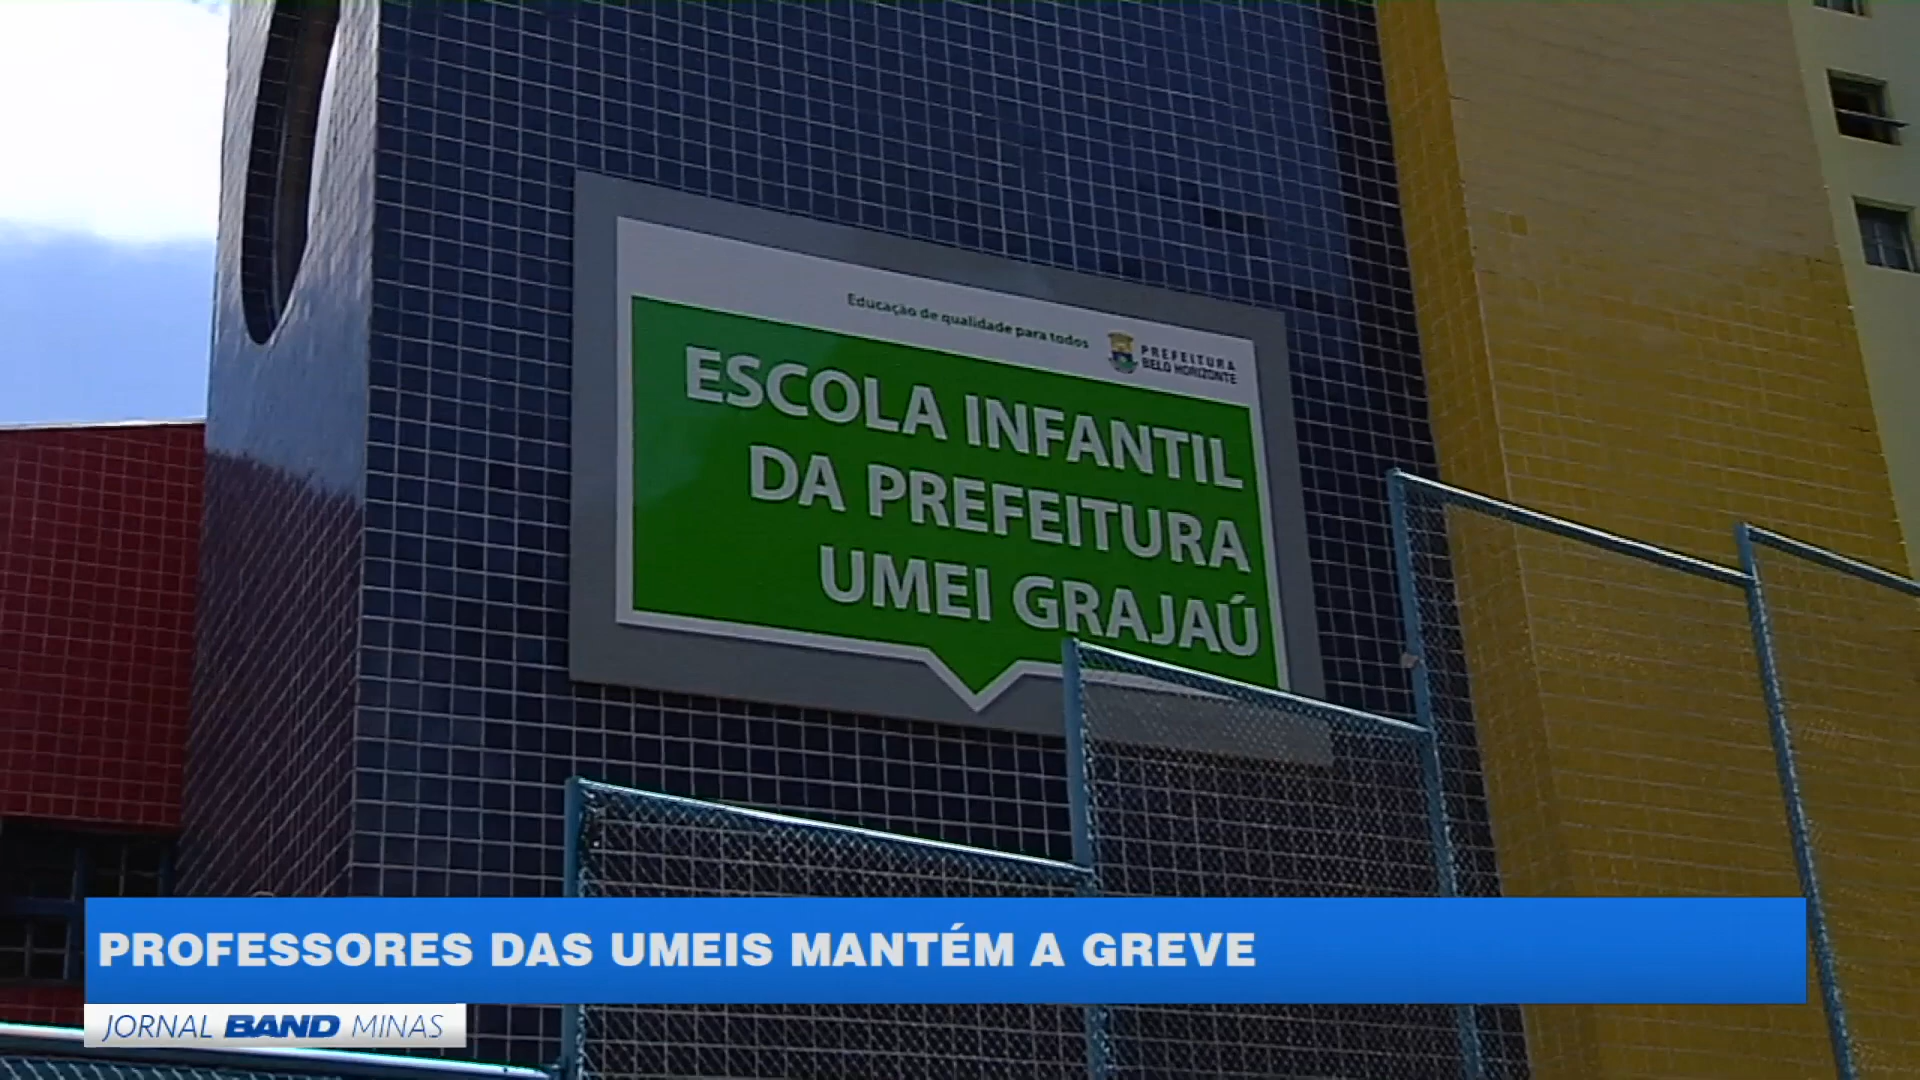 Educação de qualidade para todos
PREFEITURA
BELO HORIZONTE
ESCOLA INFANTIL
DA PREFEITURA
UMEI GRAJAÚ
PROFESSORES DAS UMEIS MANTÉM A GREVE
JORNAL BAND MINAS